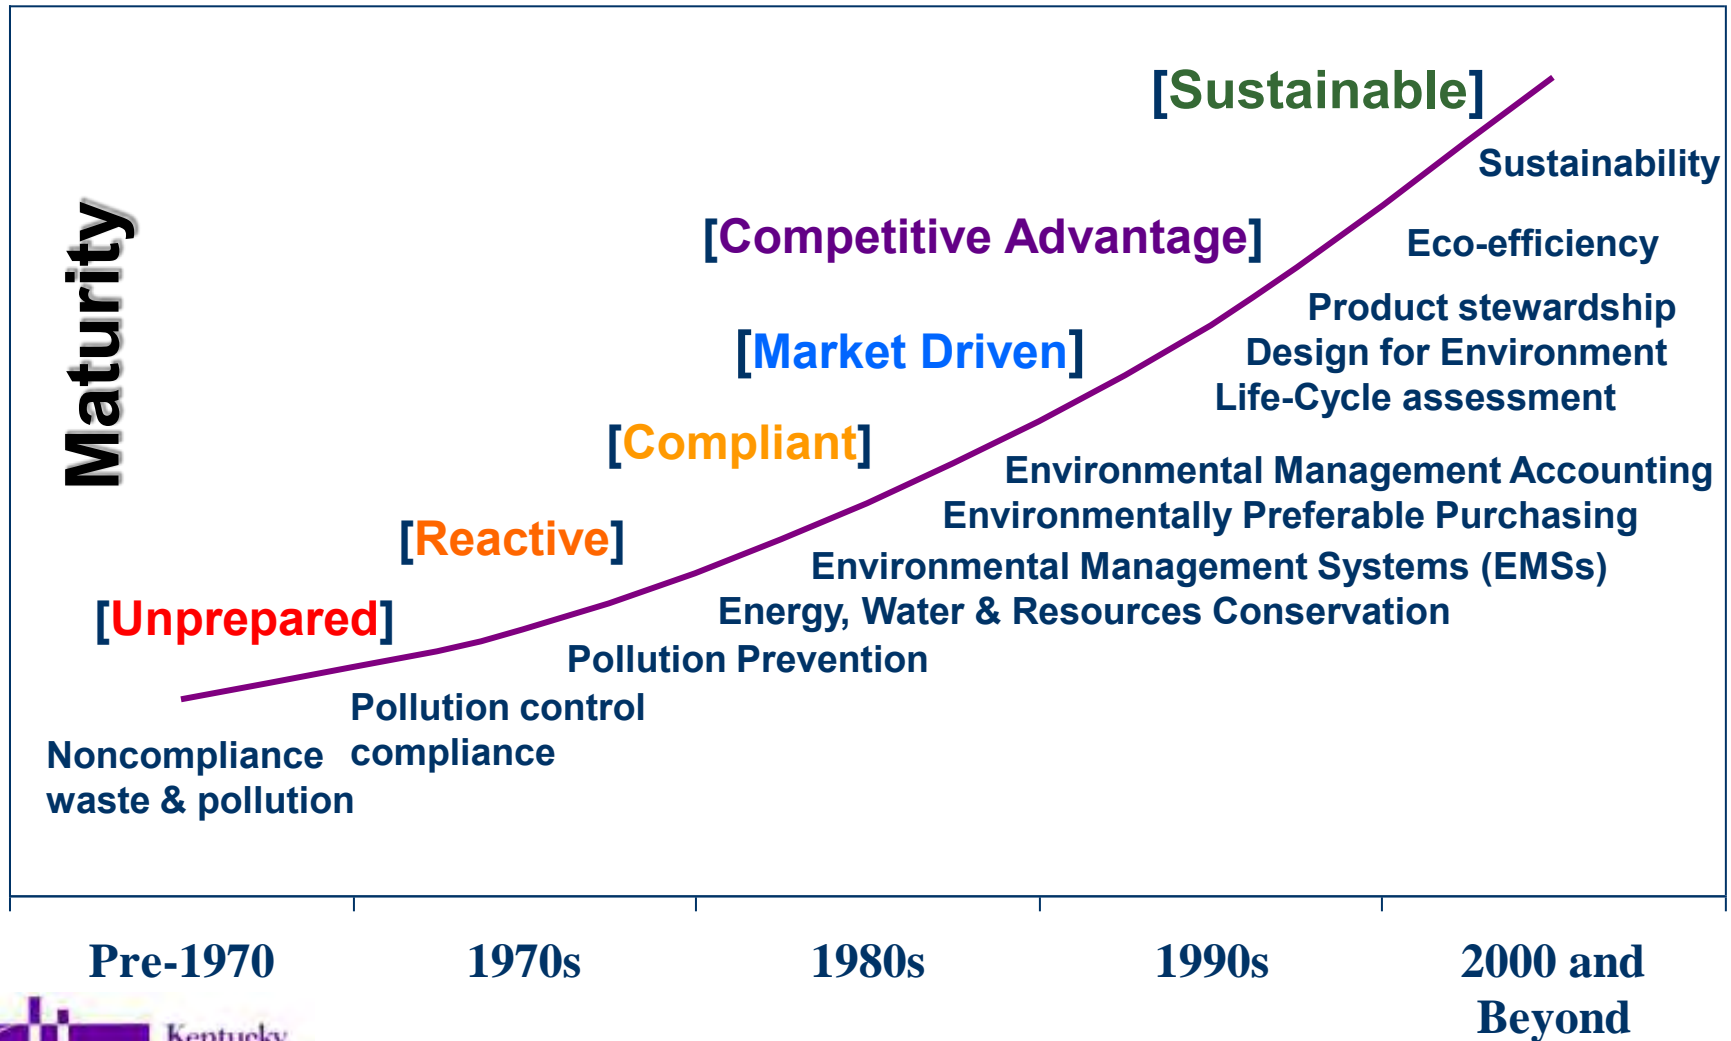 Maturity
[Sustainable]
Sustainability
[Competitive Advantage]
Eco-efficiency
Product stewardship
[Market Driven]
Design for Environment
Life-Cycle assessment
[Compliant]
Environmental Management Accounting
Environmentally Preferable Purchasing
[Reactive]
Environmental Management Systems (EMSs)
Energy, Water & Resources Conservation
[Unprepared]
Pollution Prevention
Pollution control
compliance
Noncompliance
waste & pollution
Pre-1970
1970s
1980s
1990s
2000 and
Beyond
Kentucky